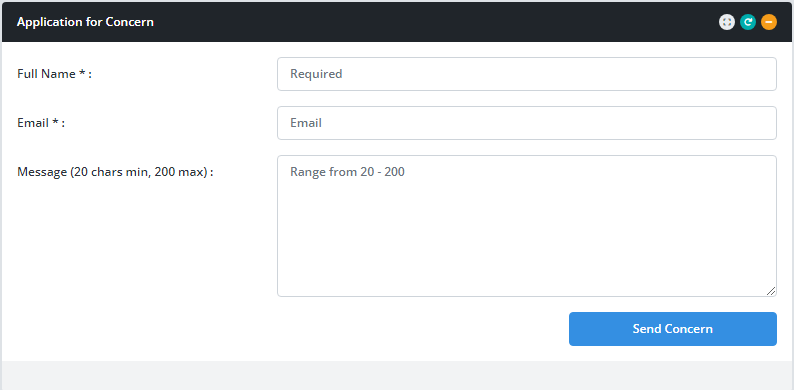 Application for Concern
Full Name * :
Required
Email * :
Email
Message (20 chars min, 200 max) :
Range from 20 - 200
Send Concern